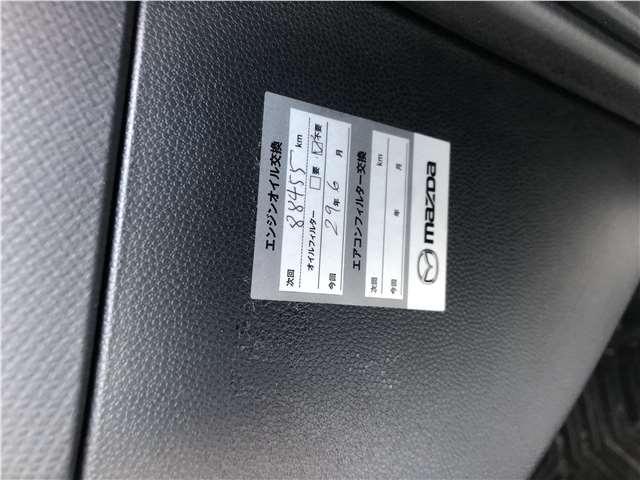 エンジンオイル交換
次回 88455 km
オイルフィルター □要 ☑不要
今回 29年 6月
エアコンフィルター交換
次回 km
今回 年 月
mazda